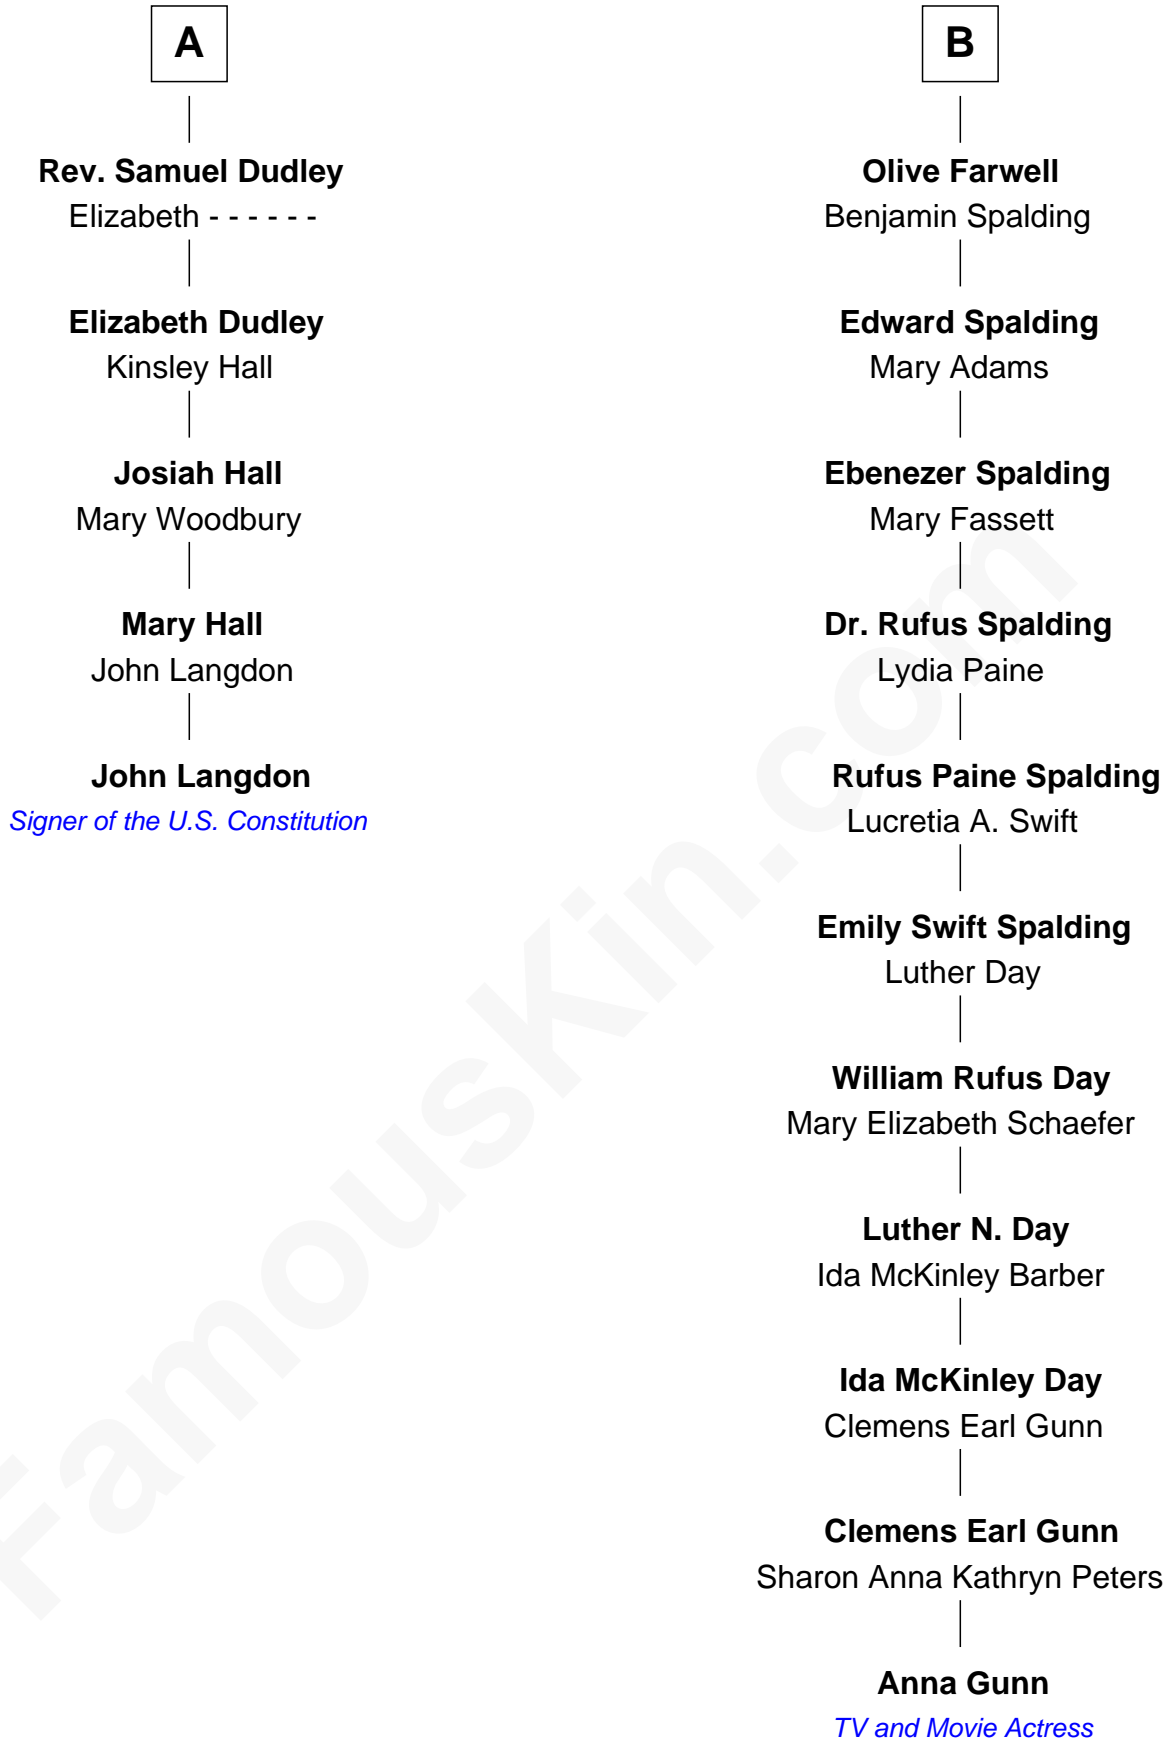 A
Rev. Samuel Dudley
Elizabeth - - - - - -
Elizabeth Dudley
Kinsley Hall
Josiah Hall
Mary Woodbury
Mary Hall
John Langdon
John Langdon
Signer of the U.S. Constitution
B
Olive Farwell
Benjamin Spalding
Edward Spalding
Mary Adams
Ebenezer Spalding
Mary Fassett
Dr. Rufus Spalding
Lydia Paine
Rufus Paine Spalding
Lucretia A. Swift
Emily Swift Spalding
Luther Day
William Rufus Day
Mary Elizabeth Schaefer
Luther N. Day
Ida McKinley Barber
Ida McKinley Day
Clemens Earl Gunn
Clemens Earl Gunn
Sharon Anna Kathryn Peters
Anna Gunn
TV and Movie Actress
FamousKin.com